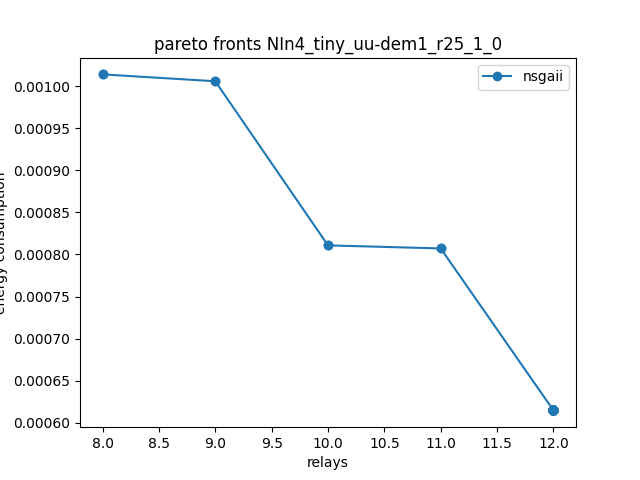 pareto fronts NIn4_tiny_uu-dem1_r25_1_0
nsgaii
0.00100
0.00095
0.00090
0.00085
0.00080
0.00075
0.00070
0.00065
0.00060
energy consumption
8.0 8.5 9.0 9.5 10.0 10.5 11.0 11.5 12.0
relays